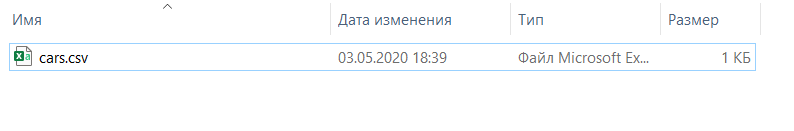 Имя Дата изменения Тип Размер
cars.csv 03.05.2020 18:39 Файл Microsoft Ex... 1 КБ